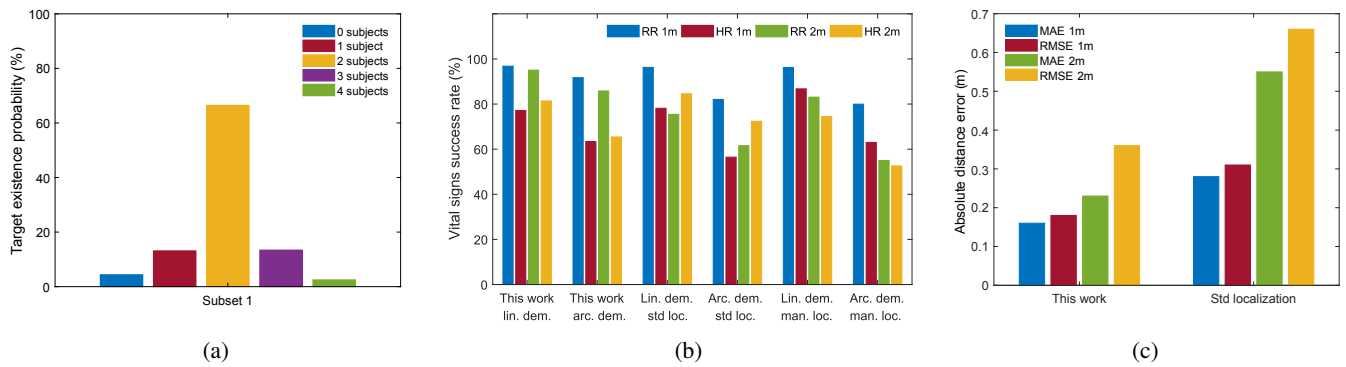 100
80
60
40
20
0
Target existence probability (%)
0 subjects
1 subject
2 subjects
3 subjects
4 subjects
Subset 1
(a)
100
80
60
40
20
0
Vital signs success rate (%)
RR 1m HR 1m RR 2m HR 2m
This work This work Lin. dem. Arc. dem. Lin. dem. Arc. dem.
lin. dem. arc. dem. std loc. std loc. man. loc. man. loc.
(b)
0.7
0.6
0.5
0.4
0.3
0.2
0.1
0
Absolute distance error (m)
MAE 1m
RMSE 1m
MAE 2m
RMSE 2m
This work Std localization
(c)